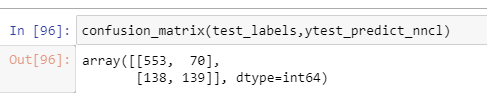 In [96]: confusion_matrix(test_labels,ytest_predict_nncl)
Out[96]: array([[553,  70],
       [138, 139]], dtype=int64)